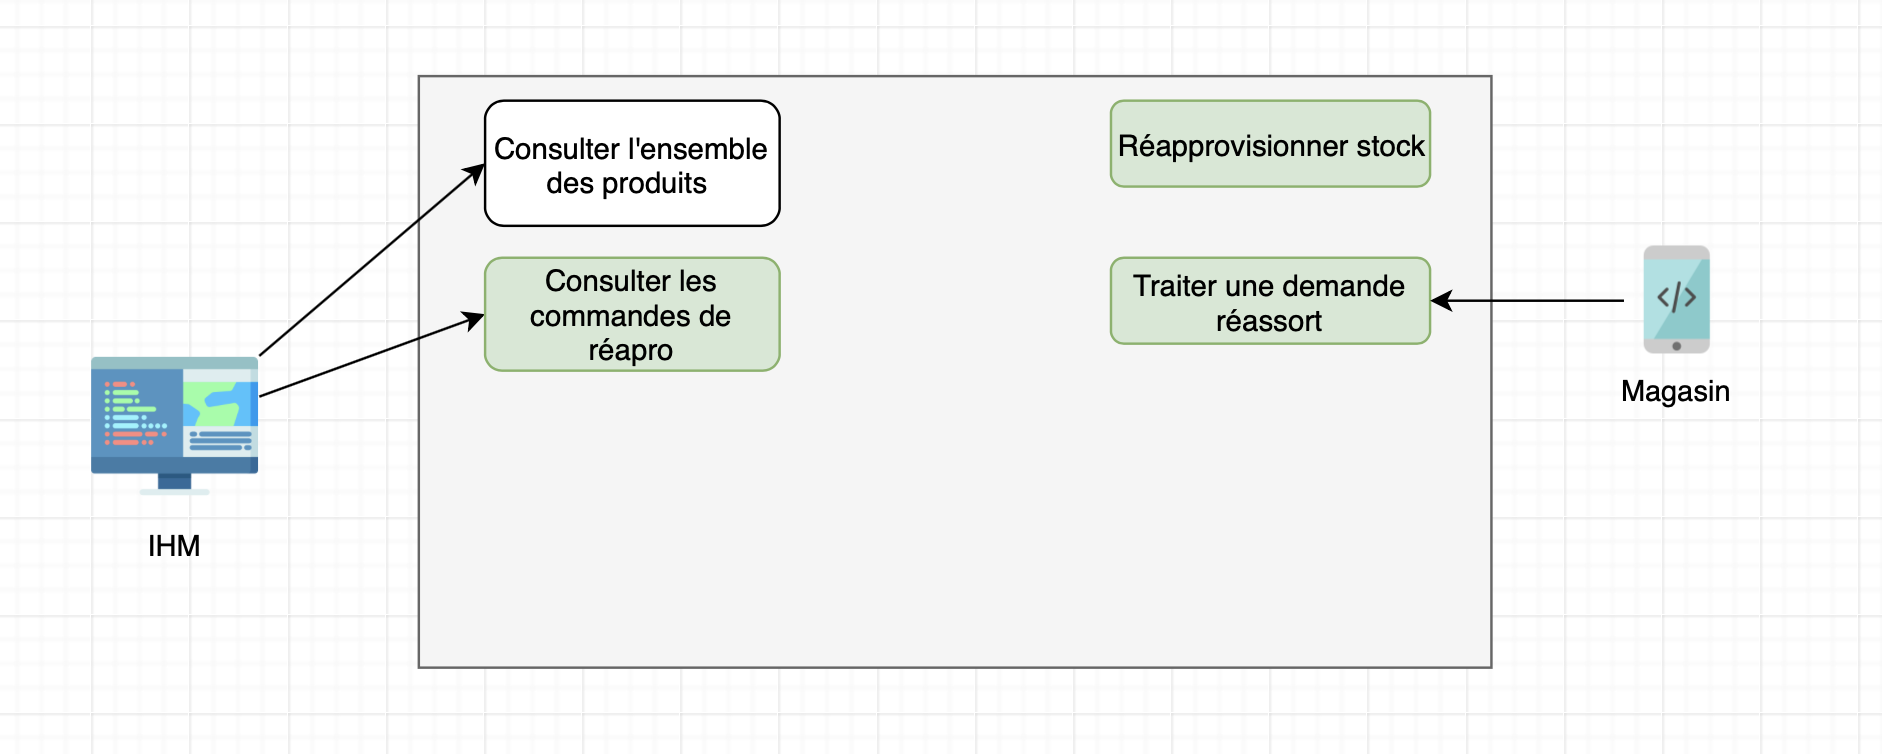 Consulter l'ensemble
des produits
Réapprovisionner stock
Consulter les
commandes de
réapro
Traiter une demande
réassort
</>
Magasin
IHM